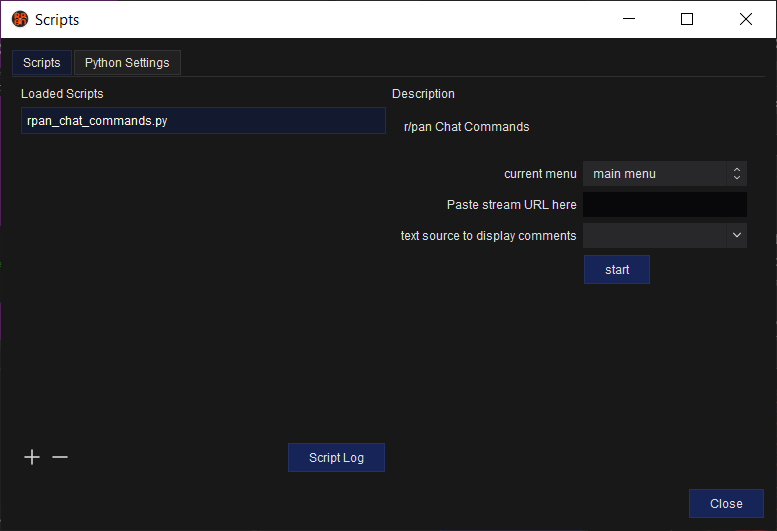 Scripts
Scripts
Python Settings
Loaded Scripts
rpan_chat_commands.py
Description
r/pan Chat Commands
current menu
main menu
Paste stream URL here
text source to display comments
start
Script Log
Close